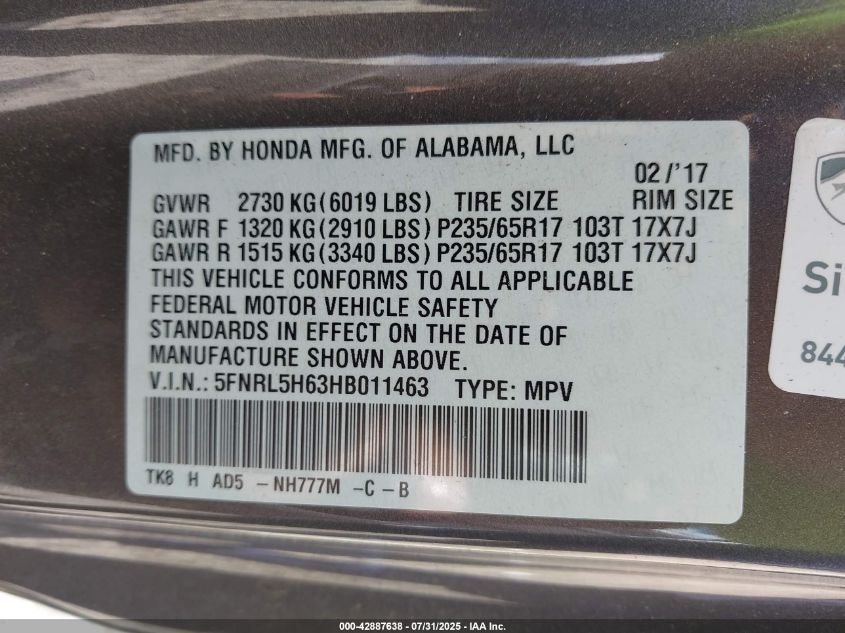 MFD. BY HONDA MFG. OF ALABAMA, LLC
02/'17
GVWR 2730 KG(6019 LBS) TIRE SIZE RIM SIZE
GAWR F 1320 KG(2910 LBS) P235/65R17 103T 17X7J
GAWR R 1515 KG(3340 LBS) P235/65R17 103T 17X7J
THIS VEHICLE CONFORMS TO ALL APPLICABLE
FEDERAL MOTOR VEHICLE SAFETY
STANDARDS IN EFFECT ON THE DATE OF
MANUFACTURE SHOWN ABOVE.
V.I.N.: 5FNRL5H63HB011463 TYPE: MPV
TK8 H AD5 -NH777M -C-B
Si
844
000-42887638 - 07/31/2025 - IAA Inc.